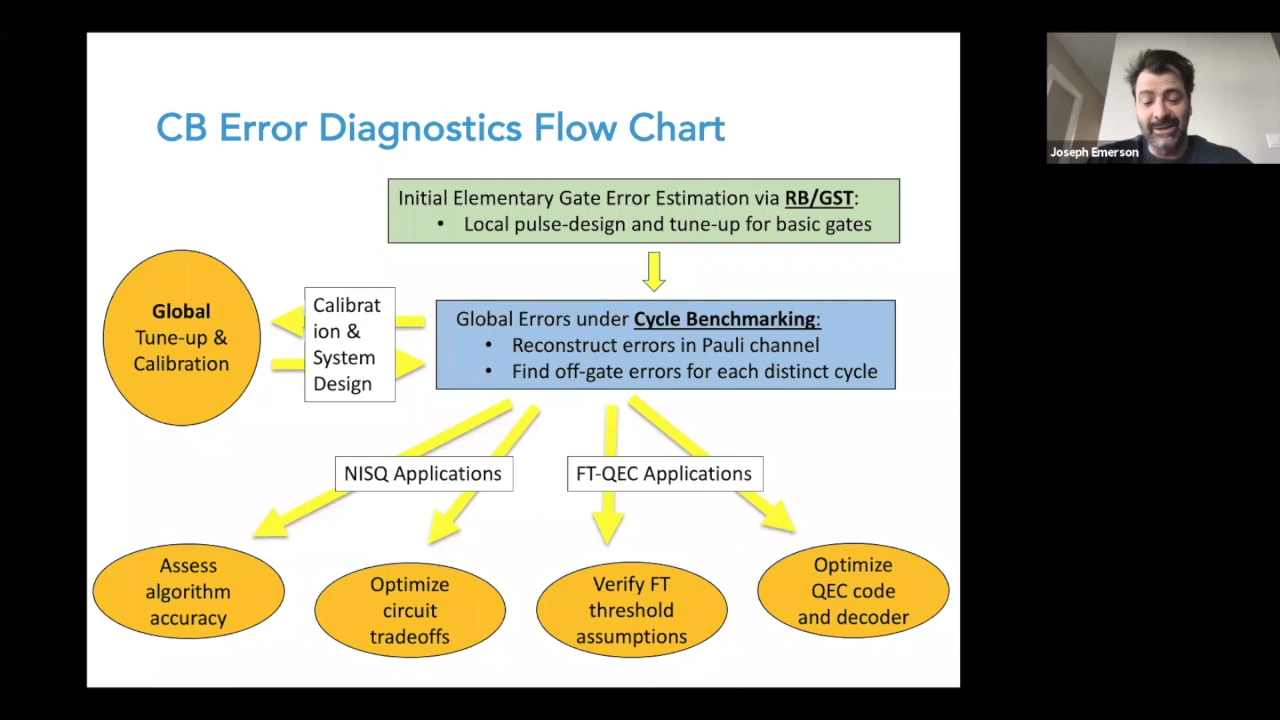 CB Error Diagnostics Flow Chart
Joseph Emerson
Initial Elementary Gate Error Estimation via RB/GST:
• Local pulse-design and tune-up for basic gates
Global
Tune-up &
Calibration
Calibrat
ion &
System
Design
Global Errors under Cycle Benchmarking:
• Reconstruct errors in Pauli channel
• Find off-gate errors for each distinct cycle
NISQ Applications
FT-QEC Applications
Assess
algorithm
accuracy
Optimize
circuit
tradeoffs
Verify FT
threshold
assumptions
Optimize
QEC code
and decoder